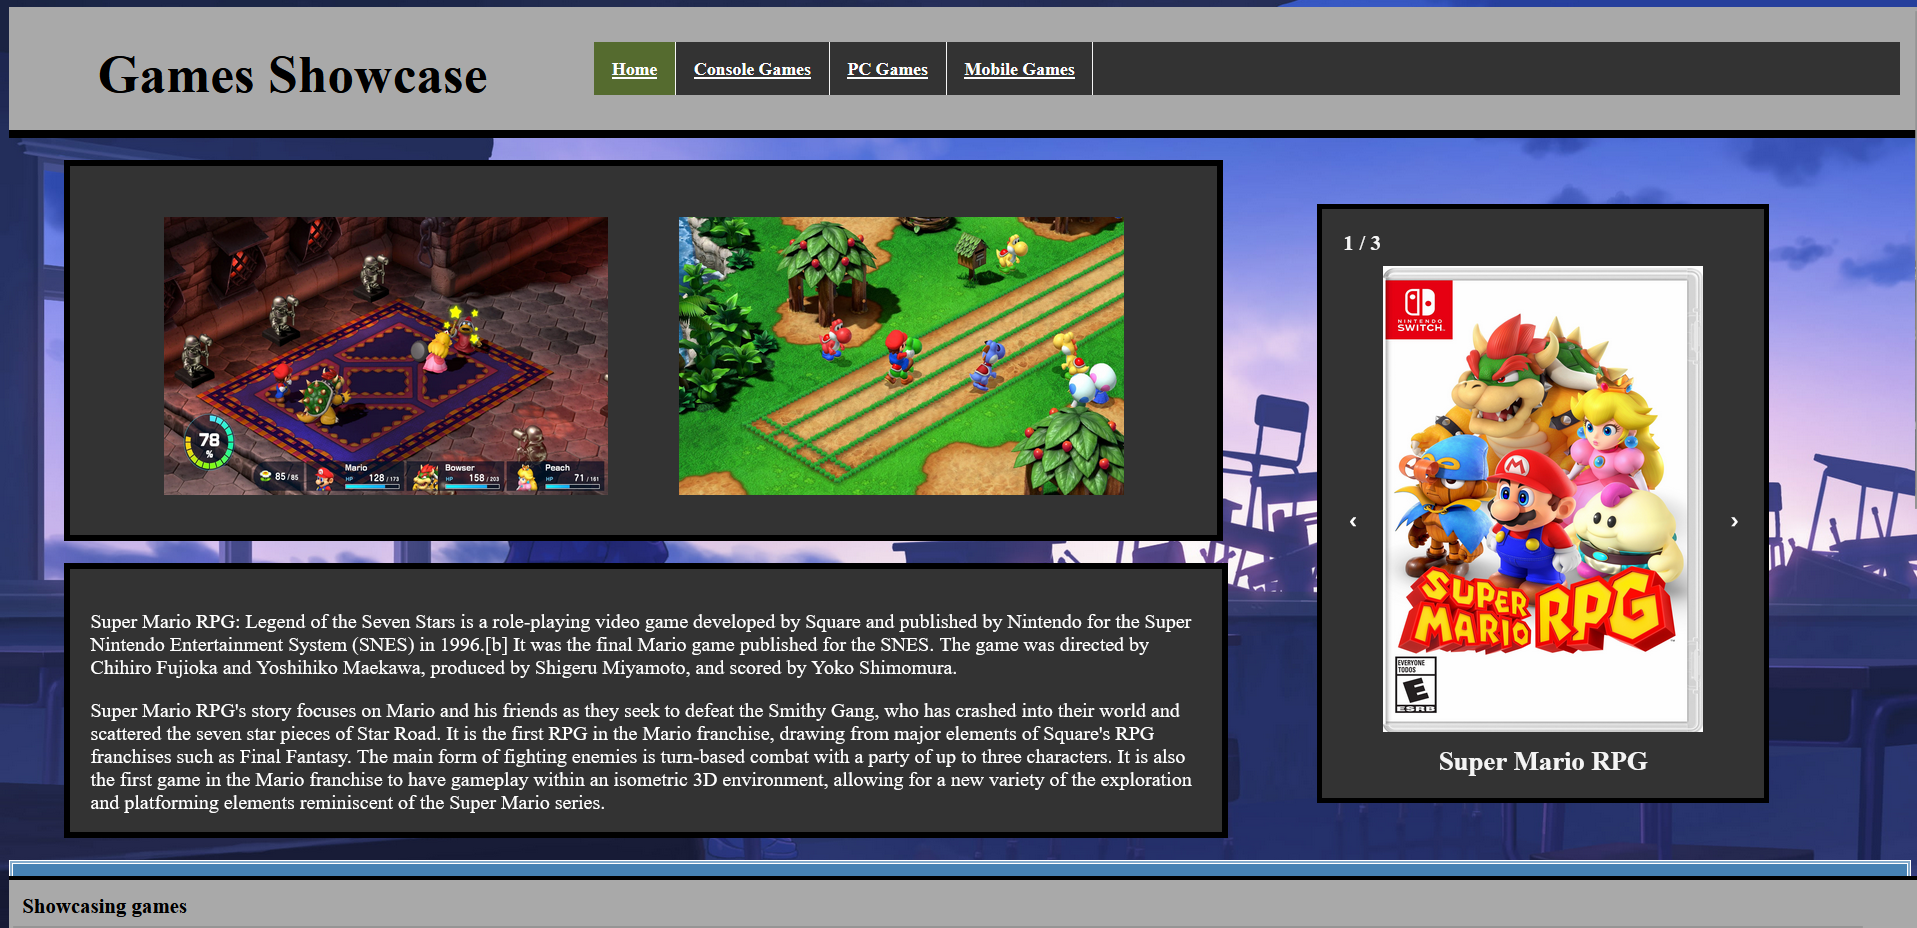 Games Showcase
Home
Console Games
PC Games
Mobile Games
78
%
85/85
Mario
HP 128/173
Bowser
HP 158/203
Peach
HP 71/161
Super Mario RPG: Legend of the Seven Stars is a role-playing video game developed by Square and published by Nintendo for the Super
Nintendo Entertainment System (SNES) in 1996.[b] It was the final Mario game published for the SNES. The game was directed by
Chihiro Fujioka and Yoshihiko Maekawa, produced by Shigeru Miyamoto, and scored by Yoko Shimomura.
Super Mario RPG's story focuses on Mario and his friends as they seek to defeat the Smithy Gang, who has crashed into their world and
scattered the seven star pieces of Star Road. It is the first RPG in the Mario franchise, drawing from major elements of Square's RPG
franchises such as Final Fantasy. The main form of fighting enemies is turn-based combat with a party of up to three characters. It is also
the first game in the Mario franchise to have gameplay within an isometric 3D environment, allowing for a new variety of the exploration
and platforming elements reminiscent of the Super Mario series.
1 / 3
NINTENDO
SWITCH
M
SUPER
MARIO RPG
EVERYONE
TODOS
E
ESRB
‹
›
Super Mario RPG
Showcasing games